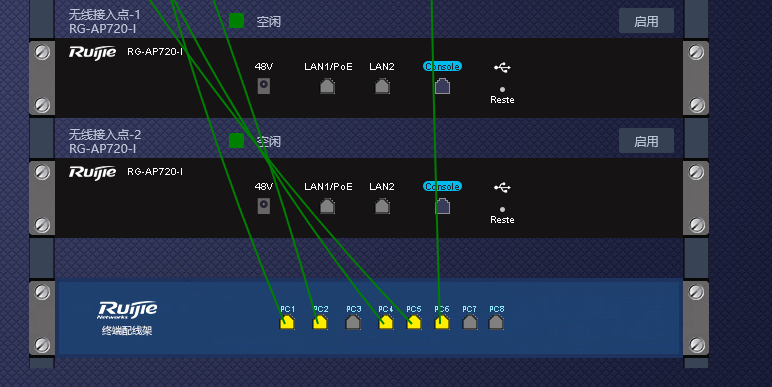 无线接入点-1
RG-AP720-I
空闲
启用
Ruijie RG-AP720-I
48V LAN1/PoE LAN2 Console
Reste
无线接入点-2
RG-AP720-I
空闲
启用
Ruijie RG-AP720-I
48V LAN1/PoE LAN2 Console
Reste
Ruijie
Networks
终端配线架
PC1 PC2 PC3 PC4 PC5 PC6 PC7 PC8